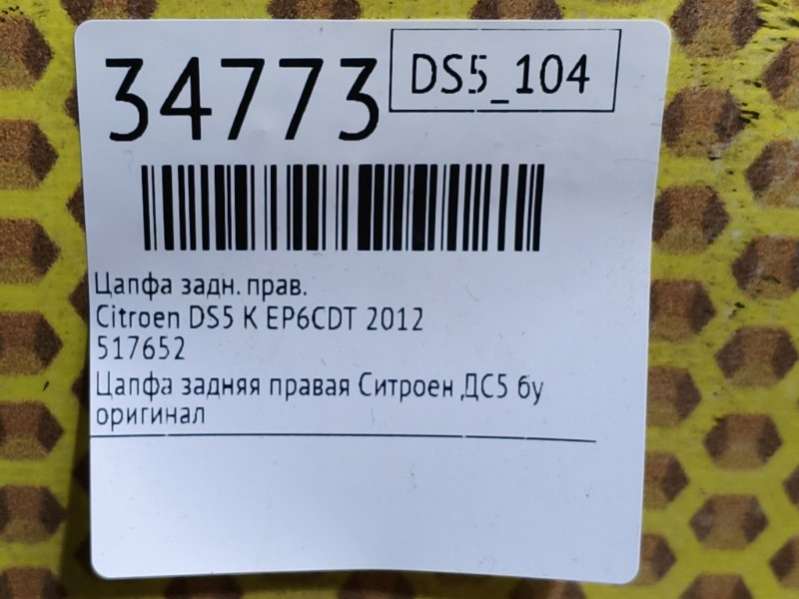 34773
DS5_104
Цапфа задн. прав.
Citroen DS5 K EP6CDT 2012
517652
Цапфа задняя правая Ситроен ДС5 бу
оригинал